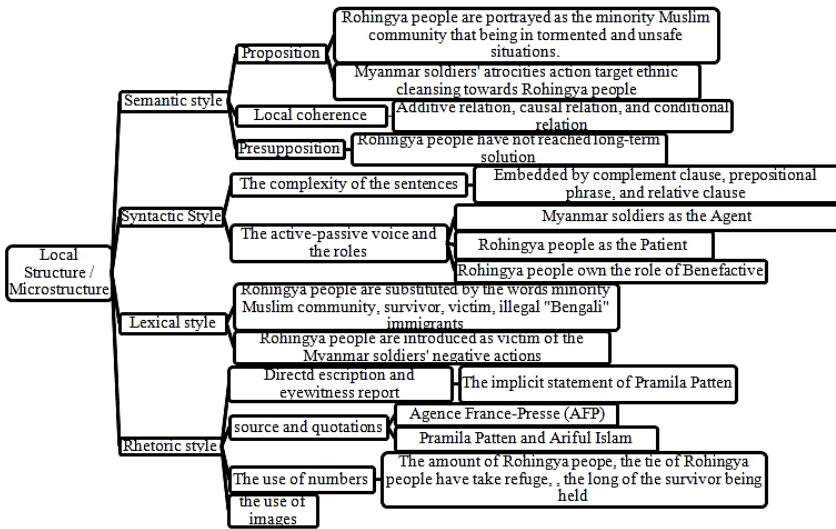 Local
Structure /
Microstructure
Semantic style
Proposition
Rohingya people are portrayed as the minority Muslim
community that being in tormented and unsafe
situations.
Myanmar soldiers' atrocities action target ethnic
cleansing towards Rohingya people
Local coherence
Additive relation, causal relation, and conditional
relation
Presupposition
Rohingya people have not reached long-term
solution
Syntactic Style
The complexity of the sentences
Embedded by complement clause, prepositional
phrase, and relative clause
The active-passive voice and
the roles
Myanmar soldiers as the Agent
Rohingya people as the Patient
Rohingya people own the role of Benefactive
Lexical style
Rohingya people are substituted by the words minority
Muslim community, survivor, victim, illegal "Bengali"
immigrants
Rohingya people are introduced as victim of the
Myanmar soldiers' negative actions
Rhetoric style
Directd escription and
eyewitness report
The implicit statement of Pramila Patten
source and quotations
Agence France-Presse (AFP)
Pramila Patten and Ariful Islam
The use of numbers
The amount of Rohingya peope, the tie of Rohingya
people have take refuge, , the long of the survivor being
held
the use of
images